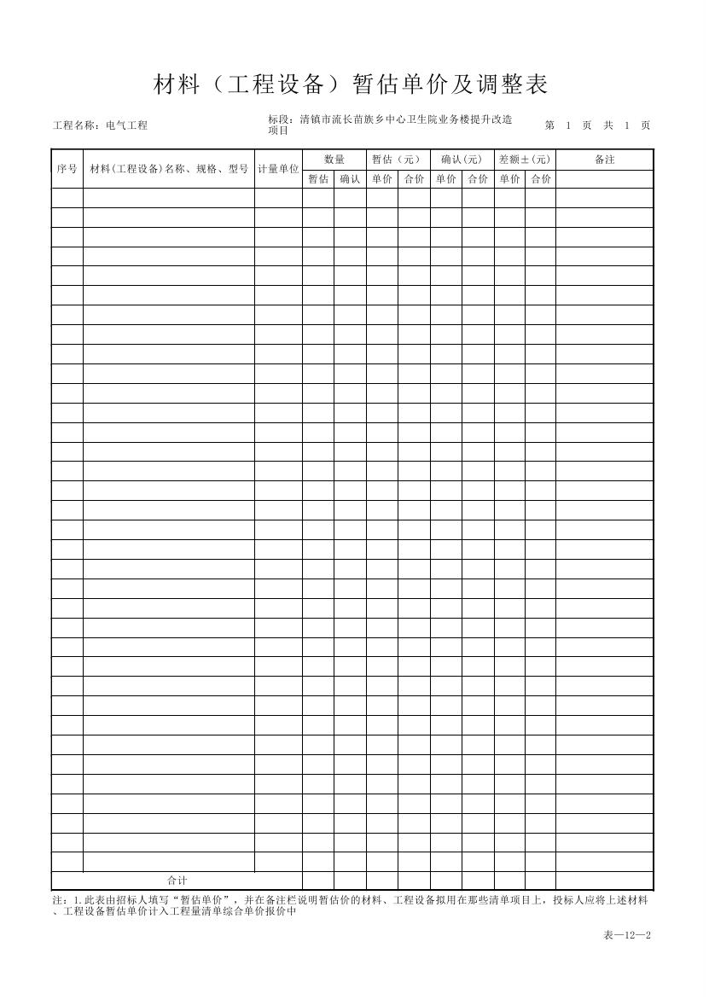 材料（工程设备）暂估单价及调整表
工程名称：电气工程
标段：清镇市流长苗族乡中心卫生院业务楼提升改造
项目
第 1 页 共 1 页
序号 材料(工程设备)名称、规格、型号 计量单位 数量 暂估（元） 确认(元) 差额±(元) 备注
暂估 确认 单价 合价 单价 合价 单价 合价
合计
注：1.此表由招标人填写“暂估单价”，并在备注栏说明暂估价的材料、工程设备拟用在那些清单项目上，投标人应将上述材料
、工程设备暂估单价计入工程量清单综合单价报价中
表—12—2